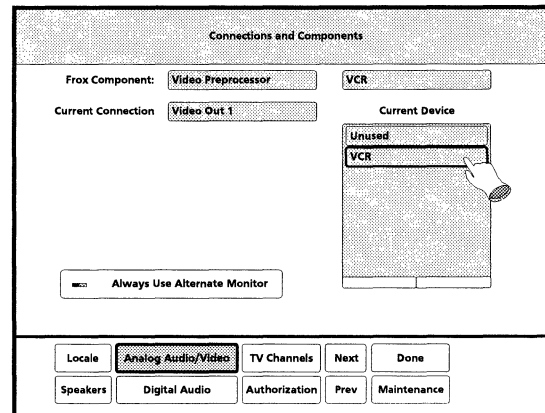 Connections and Components
Frox Component: Video Preprocessor VCR
Current Connection Video Out 1 Current Device
Unused
VCR
Always Use Alternate Monitor
Locale Analog Audio/Video TV Channels Next Done
Speakers Digital Audio Authorization Prev Maintenance